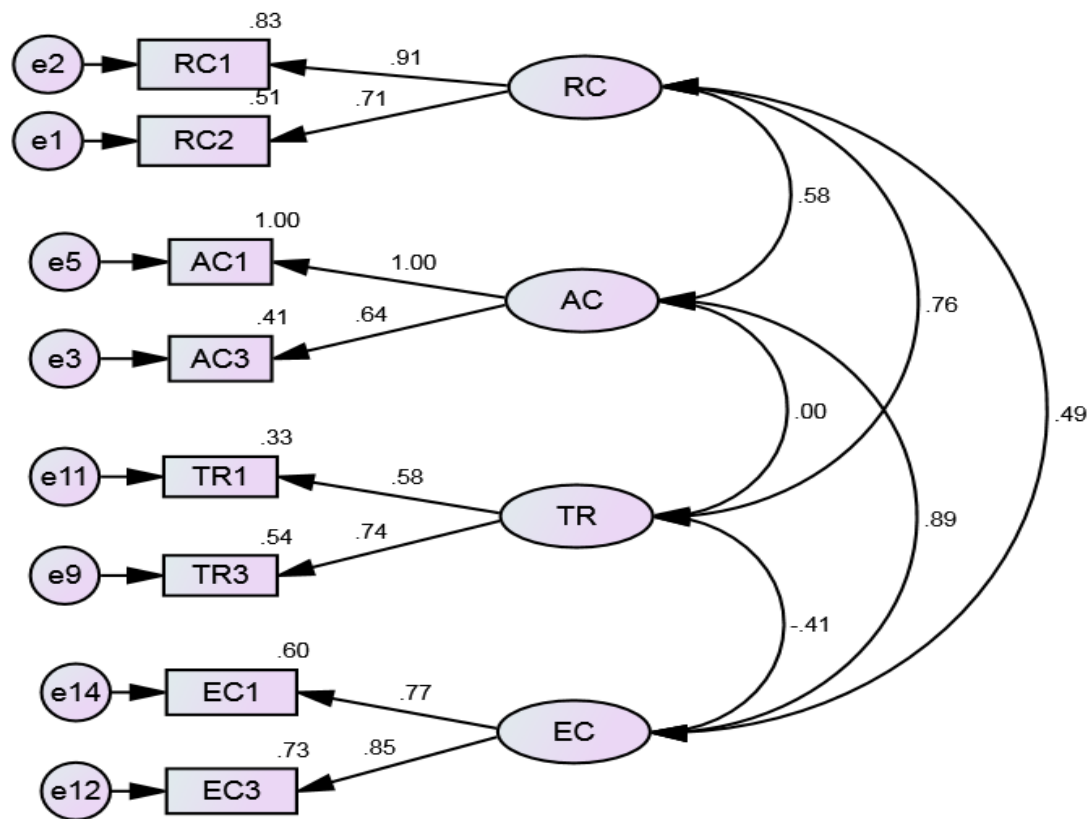 .83
e2
RC1
.91
RC
.51
e1
RC2
.71
.58
1.00
e5
AC1
1.00
AC
.41
e3
AC3
.64
.76
.00
.49
.33
e11
TR1
.58
TR
.89
.54
e9
TR3
.74
-.41
.60
e14
EC1
.77
EC
.73
e12
EC3
.85